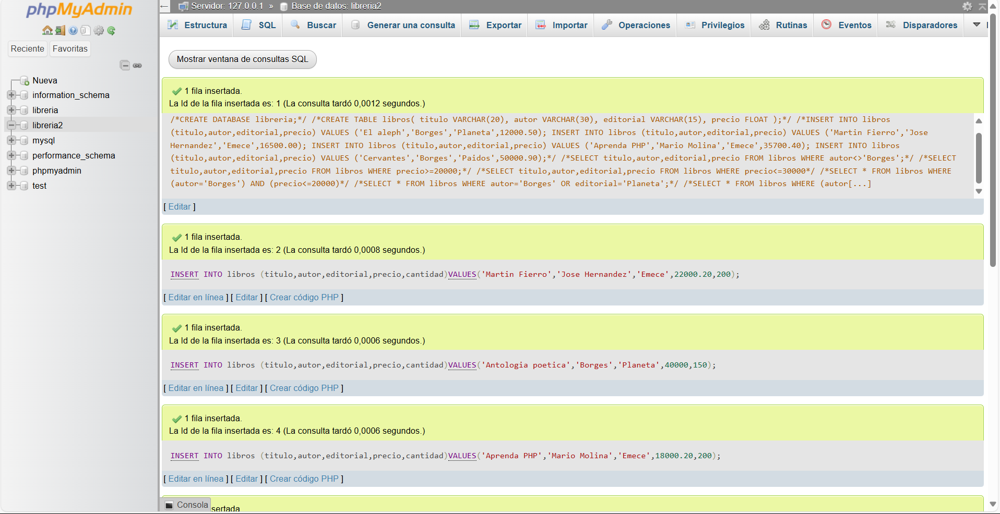 phpMyAdmin
Reciente
Favoritas
Nueva
information_schema
libreria
libreria2
mysql
performance_schema
phpmyadmin
test
Servidor: 127.0.0.1 » Base de datos: libreria2
Estructura
SQL
Buscar
Generar una consulta
Exportar
Importar
Operaciones
Privilegios
Rutinas
Eventos
Disparadores
Mostrar ventana de consultas SQL
1 fila insertada.
La Id de la fila insertada es: 1 (La consulta tardó 0,0012 segundos.)
/*CREATE DATABASE libreria;*/ /*CREATE TABLE libros( titulo VARCHAR(20), autor VARCHAR(30), editorial VARCHAR(15), precio FLOAT );*/ /*INSERT INTO libros
(titulo,autor,editorial,precio) VALUES ('El aleph','Borges','Planeta',12000.50); INSERT INTO libros (titulo,autor,editorial,precio) VALUES ('Martin Fierro','Jose
Hernandez','Emece',16500.00); INSERT INTO libros (titulo,autor,editorial,precio) VALUES ('Aprenda PHP','Mario Molina','Emece',35700.40); INSERT INTO libros
(titulo,autor,editorial,precio) VALUES ('Cervantes','Borges','Paidos',50000.90);*/ /*SELECT titulo,autor,editorial,precio FROM libros WHERE autor<>'Borges';*/ /*SELECT
titulo,autor,editorial,precio FROM libros WHERE precio>=20000;*/ /*SELECT titulo,autor,editorial,precio FROM libros WHERE precio<=30000*/ /*SELECT * FROM libros WHERE
(autor='Borges') AND (precio<=20000)*/ /*SELECT * FROM libros WHERE autor='Borges' OR editorial='Planeta';*/ /*SELECT * FROM libros WHERE (autor[...]
[ Editar ]
1 fila insertada.
La Id de la fila insertada es: 2 (La consulta tardó 0,0008 segundos.)
INSERT INTO libros (titulo,autor,editorial,precio,cantidad)VALUES('Martin Fierro','Jose Hernandez','Emece',22000.20,200);
[ Editar en línea ] [ Editar ] [ Crear código PHP ]
1 fila insertada.
La Id de la fila insertada es: 3 (La consulta tardó 0,0006 segundos.)
INSERT INTO libros (titulo,autor,editorial,precio,cantidad)VALUES('Antologia poetica','Borges','Planeta',40000,150);
[ Editar en línea ] [ Editar ] [ Crear código PHP ]
1 fila insertada.
La Id de la fila insertada es: 4 (La consulta tardó 0,0006 segundos.)
INSERT INTO libros (titulo,autor,editorial,precio,cantidad)VALUES('Aprenda PHP','Mario Molina','Emece',18000.20,200);
[ Editar en línea ] [ Editar ] [ Crear código PHP ]
Consola
sertada